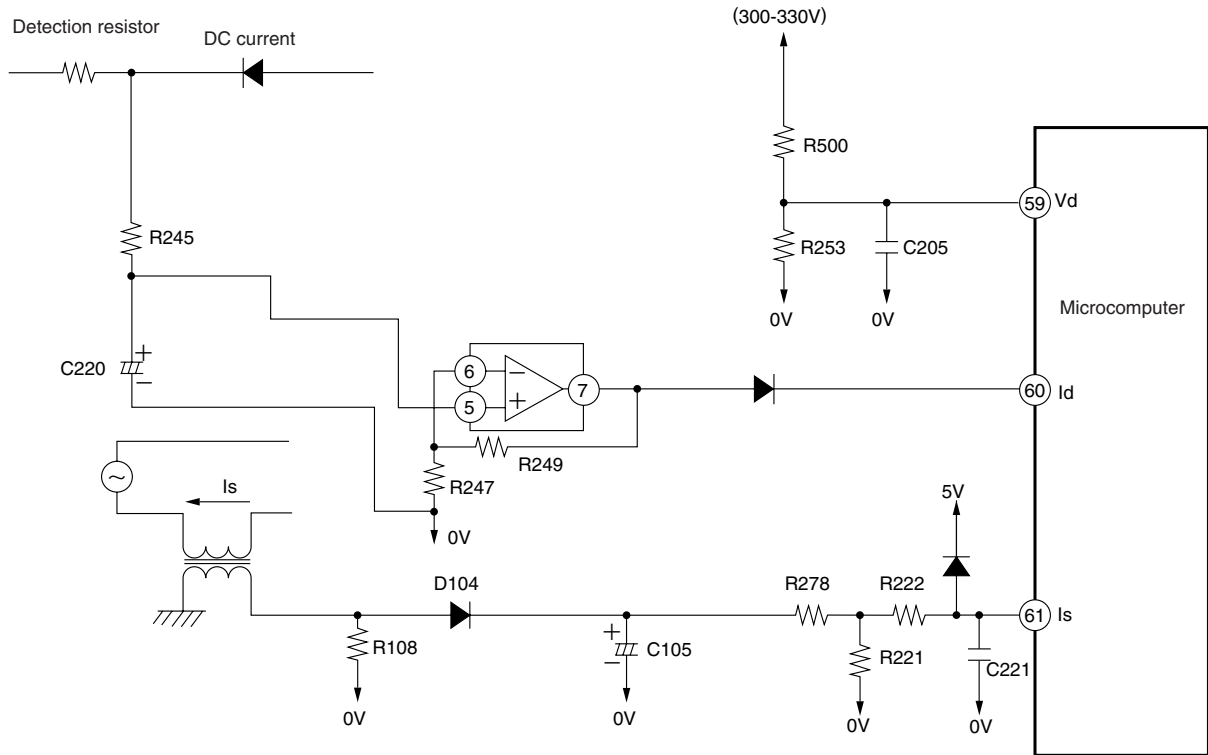 (300-330V)
Detection resistor
DC current
R500
59
Vd
R245
R253
C205
0V
0V
Microcomputer
C220
+
−
6
−
5
+
7
60
Id
R249
R247
0V
~
Is
5V
D104
R278
R222
61
Is
R108
+
−
C105
R221
C221
0V
0V
0V
0V